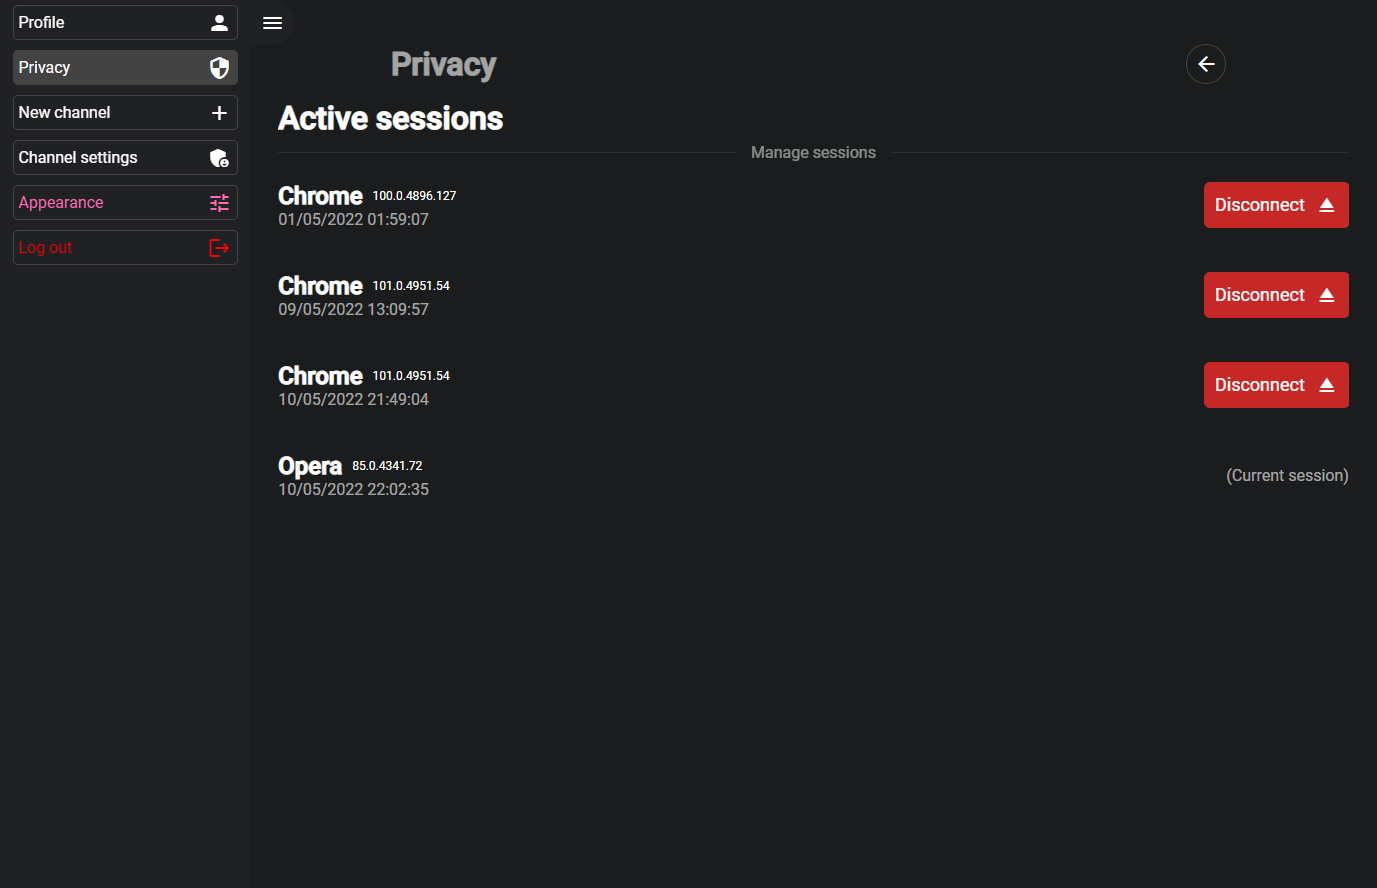 Profile
Privacy
New channel
Channel settings
Appearance
Log out
Privacy
Active sessions
Manage sessions
Chrome 100.0.4896.127
01/05/2022 01:59:07
Disconnect
Chrome 101.0.4951.54
09/05/2022 13:09:57
Disconnect
Chrome 101.0.4951.54
10/05/2022 21:49:04
Disconnect
Opera 85.0.4341.72
10/05/2022 22:02:35
(Current session)